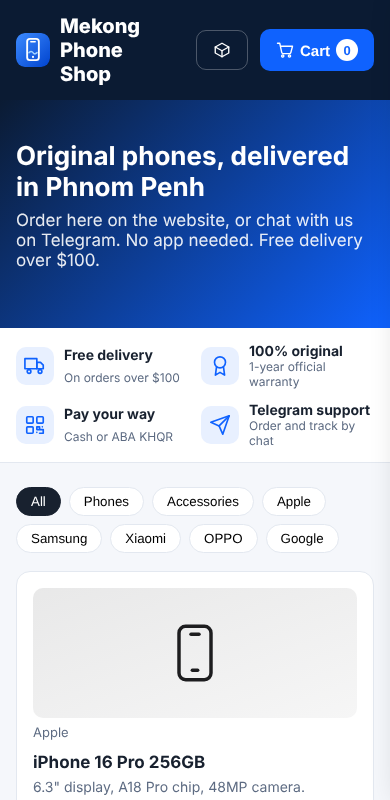 Mekong
Phone
Shop
Cart 0
Original phones, delivered
in Phnom Penh
Order here on the website, or chat with us
on Telegram. No app needed. Free delivery
over $100.
Free delivery
On orders over $100
100% original
1-year official
warranty
Pay your way
Cash or ABA KHQR
Telegram support
Order and track by
chat
All Phones Accessories Apple
Samsung Xiaomi OPPO Google
Apple
iPhone 16 Pro 256GB
6.3" display, A18 Pro chip, 48MP camera.